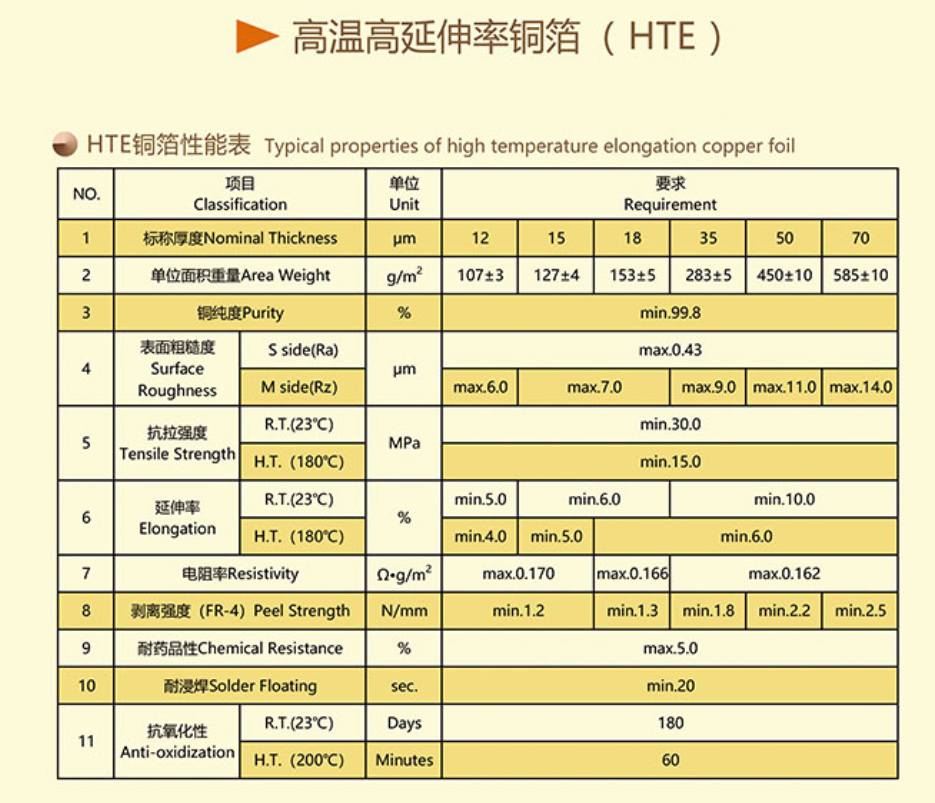 高温高延伸率铜箔（HTE）
HTE铜箔性能表 Typical properties of high temperature elongation copper foil
NO. 项目 Classification 单位 Unit 要求 Requirement
1 标称厚度Nominal Thickness μm 12 15 18 35 50 70
2 单位面积重量Area Weight g/m² 107±3 127±4 153±5 283±5 450±10 585±10
3 铜纯度Purity % min.99.8
4 表面粗糙度 Surface Roughness S side(Ra) μm max.0.43
M side(Rz) max.6.0 max.7.0 max.9.0 max.11.0 max.14.0
5 抗拉强度 Tensile Strength R.T.(23℃) MPa min.30.0
H.T.（180℃） min.15.0
6 延伸率 Elongation R.T.(23℃) % min.5.0 min.6.0 min.10.0
H.T.（180℃） min.4.0 min.5.0 min.6.0
7 电阻率Resistivity Ω•g/m² max.0.170 max.0.166 max.0.162
8 剥离强度（FR-4）Peel Strength N/mm min.1.2 min.1.3 min.1.8 min.2.2 min.2.5
9 耐药品性Chemical Resistance % max.5.0
10 耐浸焊Solder Floating sec. min.20
11 抗氧化性 Anti-oxidization R.T.(23℃) Days 180
H.T.（200℃） Minutes 60